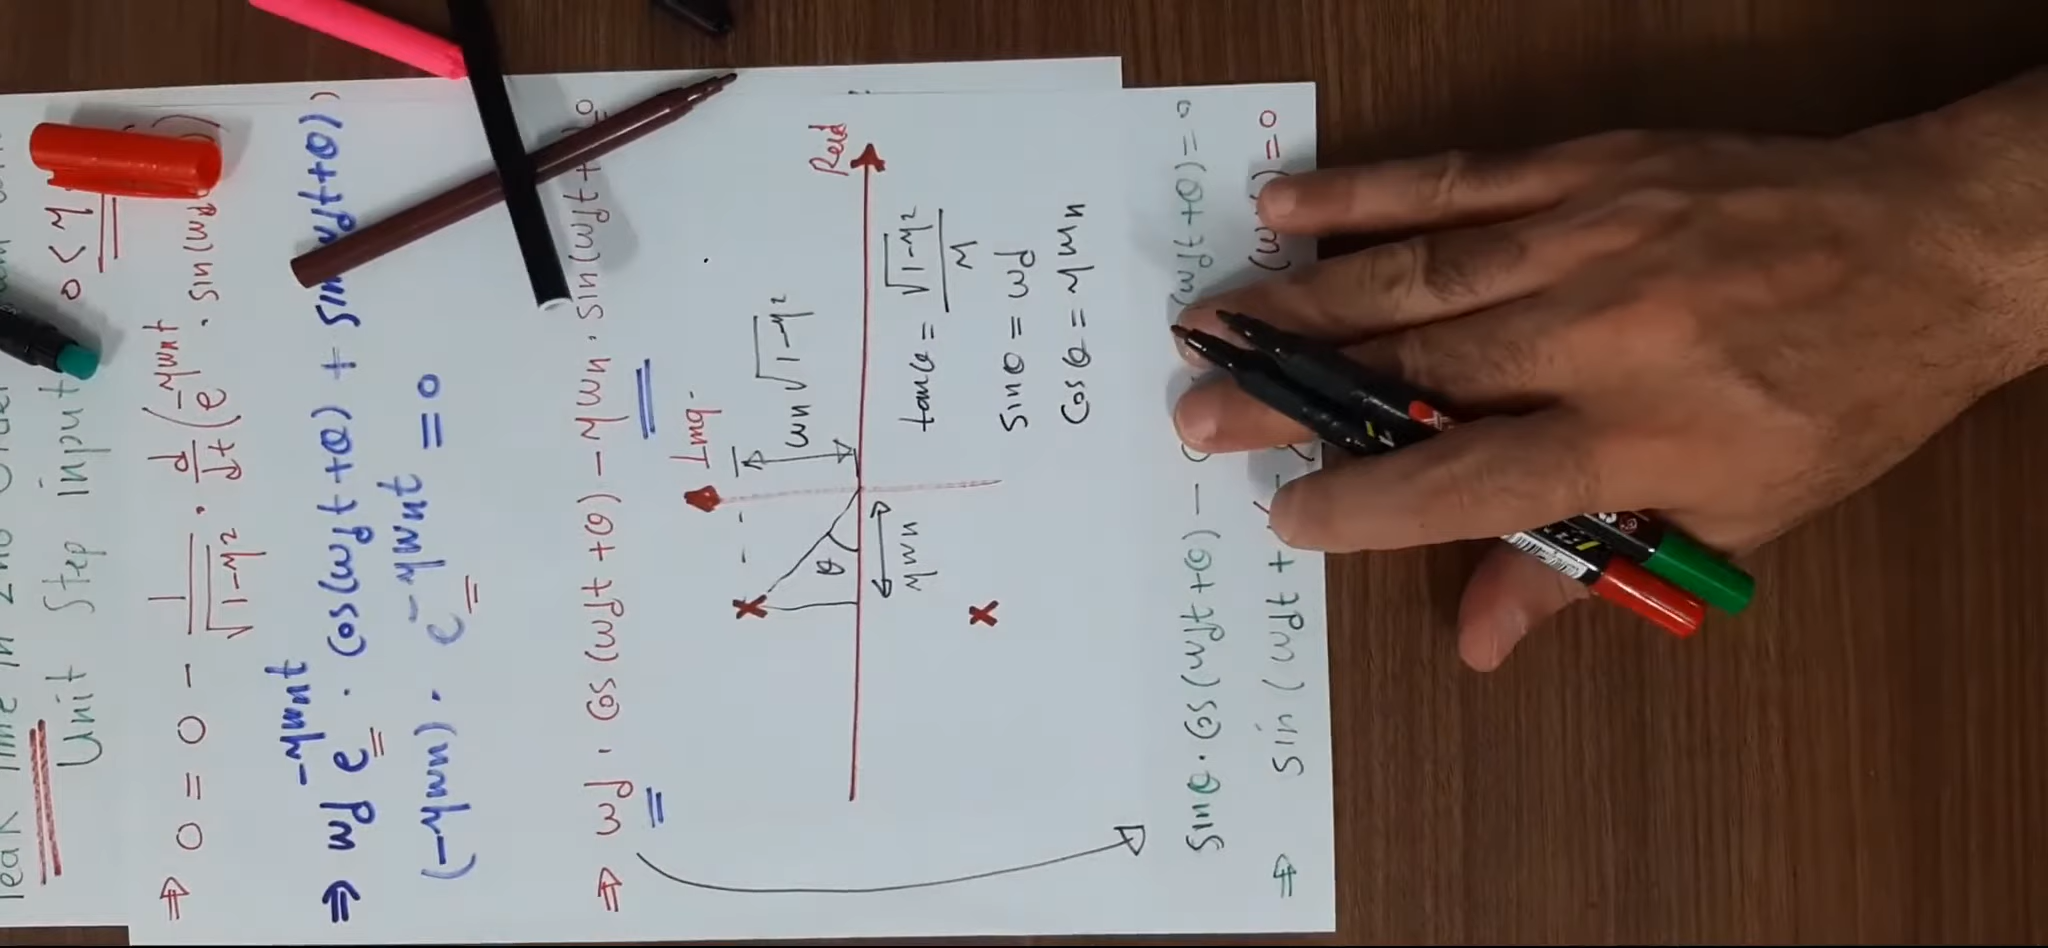 Unit Step Input
0 < η
⇒ 0 = 0 - 1/√(1-η²) · d/dt (e^(-ηωnt) · sin(ωd
⇒ ωd e^(-ηωnt) · cos(ωdt+θ) + sin(ωdt+θ)
(-ηωn) · e^(-ηωnt) = 0
⇒ ωd · cos(ωdt+θ) - ηωn · sin(ωdt+
Img.
Real
ωn√(1-η²)
θ
ηωn
tanθ = √(1-η²)/η
sinθ = ωd
cosθ = ηωn
sinθ · cos(ωdt+θ) - (ωdt+θ) = 0
⇒ sin(ωdt + = 0